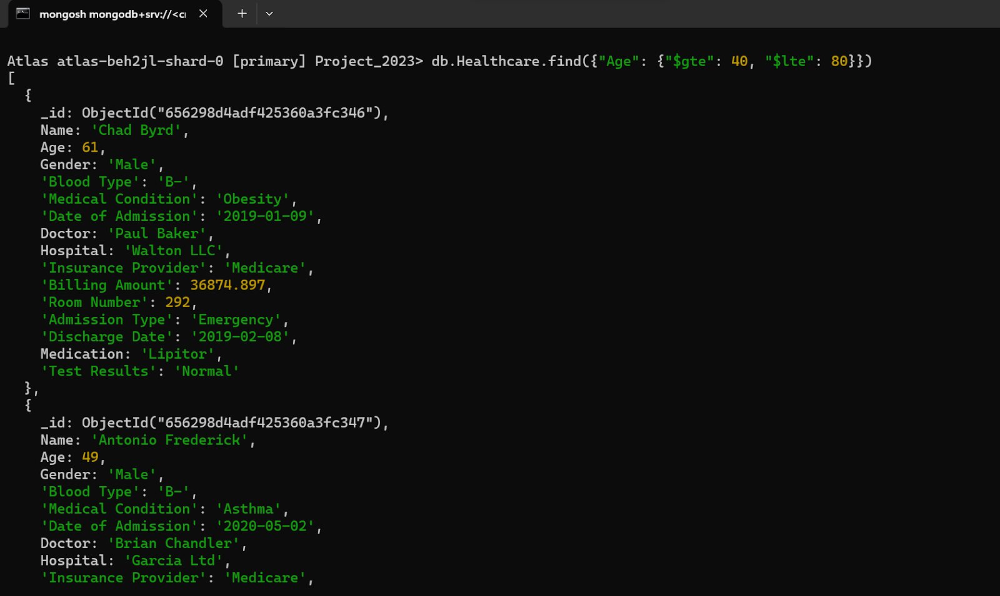 mongosh mongodb+srv://<c
Atlas atlas-beh2jl-shard-0 [primary] Project_2023> db.Healthcare.find({"Age": {"$gte": 40, "$lte": 80}})
[
  {
    _id: ObjectId("656298d4adf425360a3fc346"),
    Name: 'Chad Byrd',
    Age: 61,
    Gender: 'Male',
    'Blood Type': 'B-',
    'Medical Condition': 'Obesity',
    'Date of Admission': '2019-01-09',
    Doctor: 'Paul Baker',
    Hospital: 'Walton LLC',
    'Insurance Provider': 'Medicare',
    'Billing Amount': 36874.897,
    'Room Number': 292,
    'Admission Type': 'Emergency',
    'Discharge Date': '2019-02-08',
    Medication: 'Lipitor',
    'Test Results': 'Normal'
  },
  {
    _id: ObjectId("656298d4adf425360a3fc347"),
    Name: 'Antonio Frederick',
    Age: 49,
    Gender: 'Male',
    'Blood Type': 'B-',
    'Medical Condition': 'Asthma',
    'Date of Admission': '2020-05-02',
    Doctor: 'Brian Chandler',
    Hospital: 'Garcia Ltd',
    'Insurance Provider': 'Medicare',